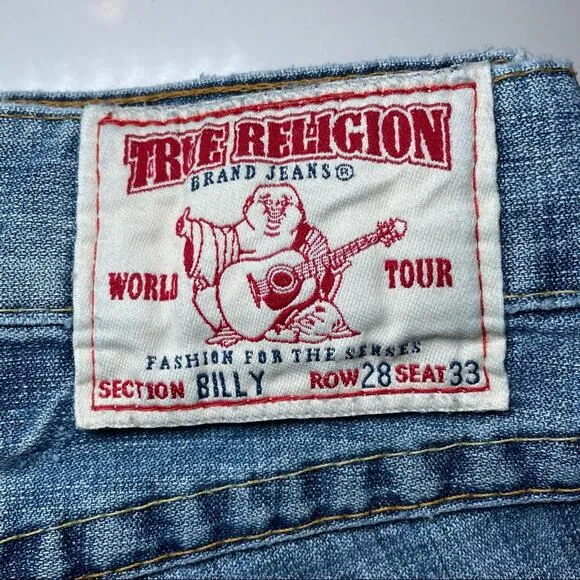 TRUE RELIGION
BRAND JEANS®
WORLD TOUR
FASHION FOR THE SENSES
SECTION BILLY ROW 28 SEAT 33